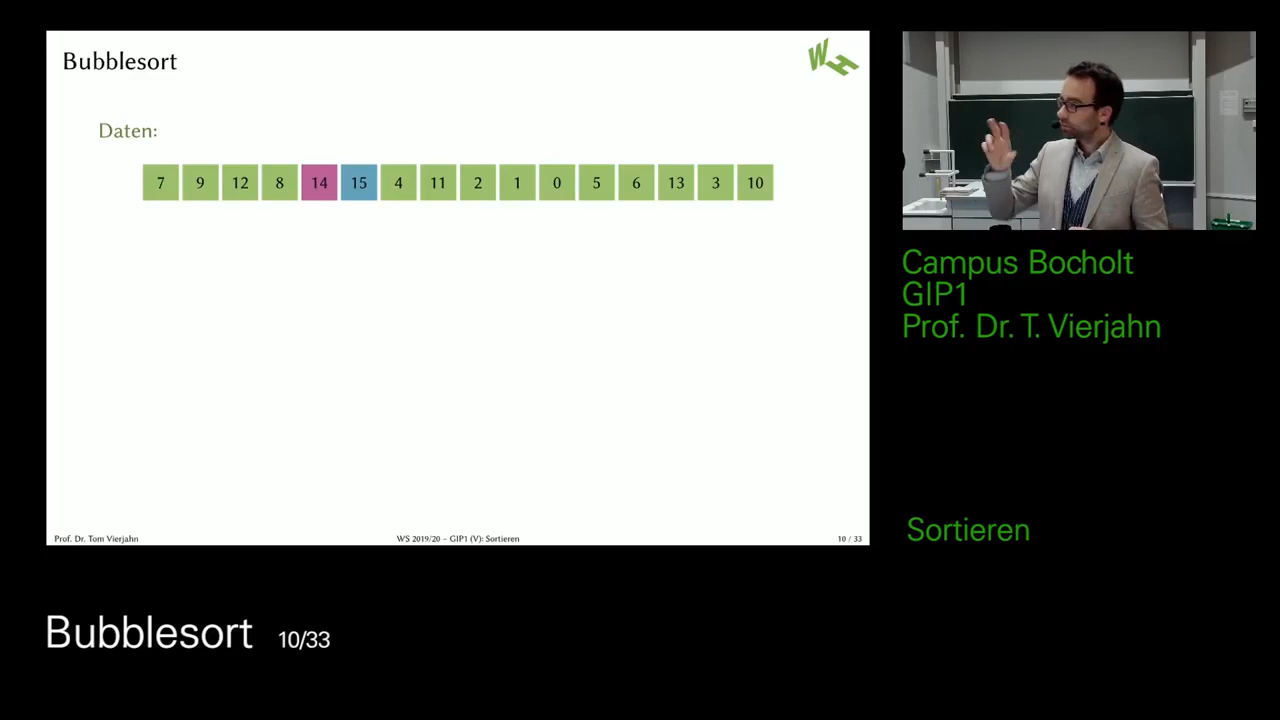 Bubblesort
WH
Daten:
7 9 12 8 14 15 4 11 2 1 0 5 6 13 3 10
Prof. Dr. Tom Vierjahn WS 2019/20 – GIP1 (V): Sortieren 10 / 33
Campus Bocholt
GIP1
Prof. Dr. T. Vierjahn
Sortieren
Bubblesort 10/33